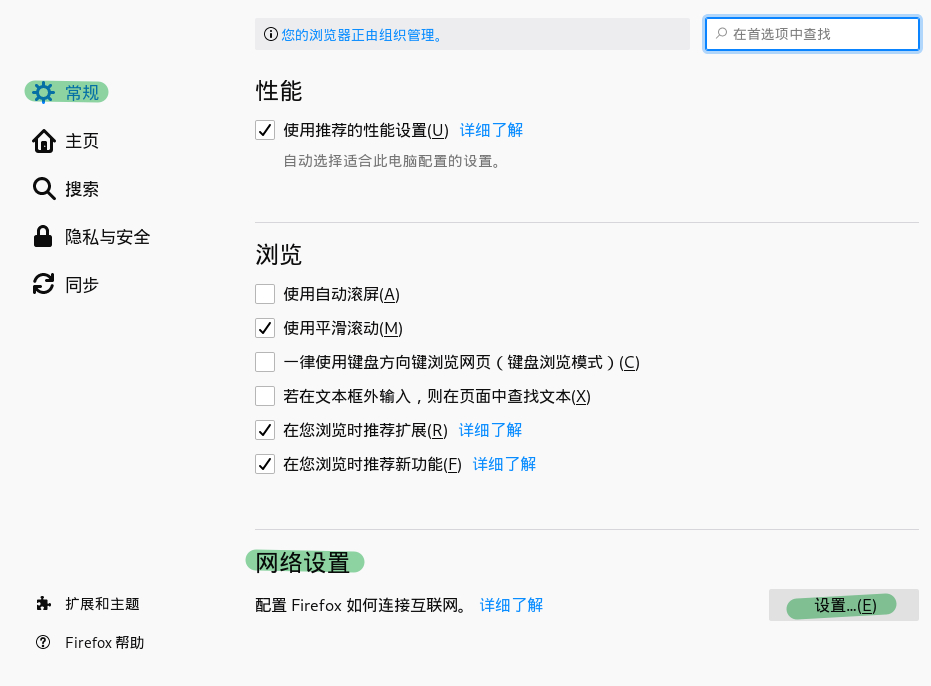 您的浏览器正由组织管理。
在首选项中查找
常规
主页
搜索
隐私与安全
同步
扩展和主题
Firefox 帮助
性能
使用推荐的性能设置(U) 详细了解
自动选择适合此电脑配置的设置。
浏览
使用自动滚屏(A)
使用平滑滚动(M)
一律使用键盘方向键浏览网页（键盘浏览模式）(C)
若在文本框外输入，则在页面中查找文本(X)
在您浏览时推荐扩展(R) 详细了解
在您浏览时推荐新功能(F) 详细了解
网络设置
配置 Firefox 如何连接互联网。 详细了解
设置...(E)